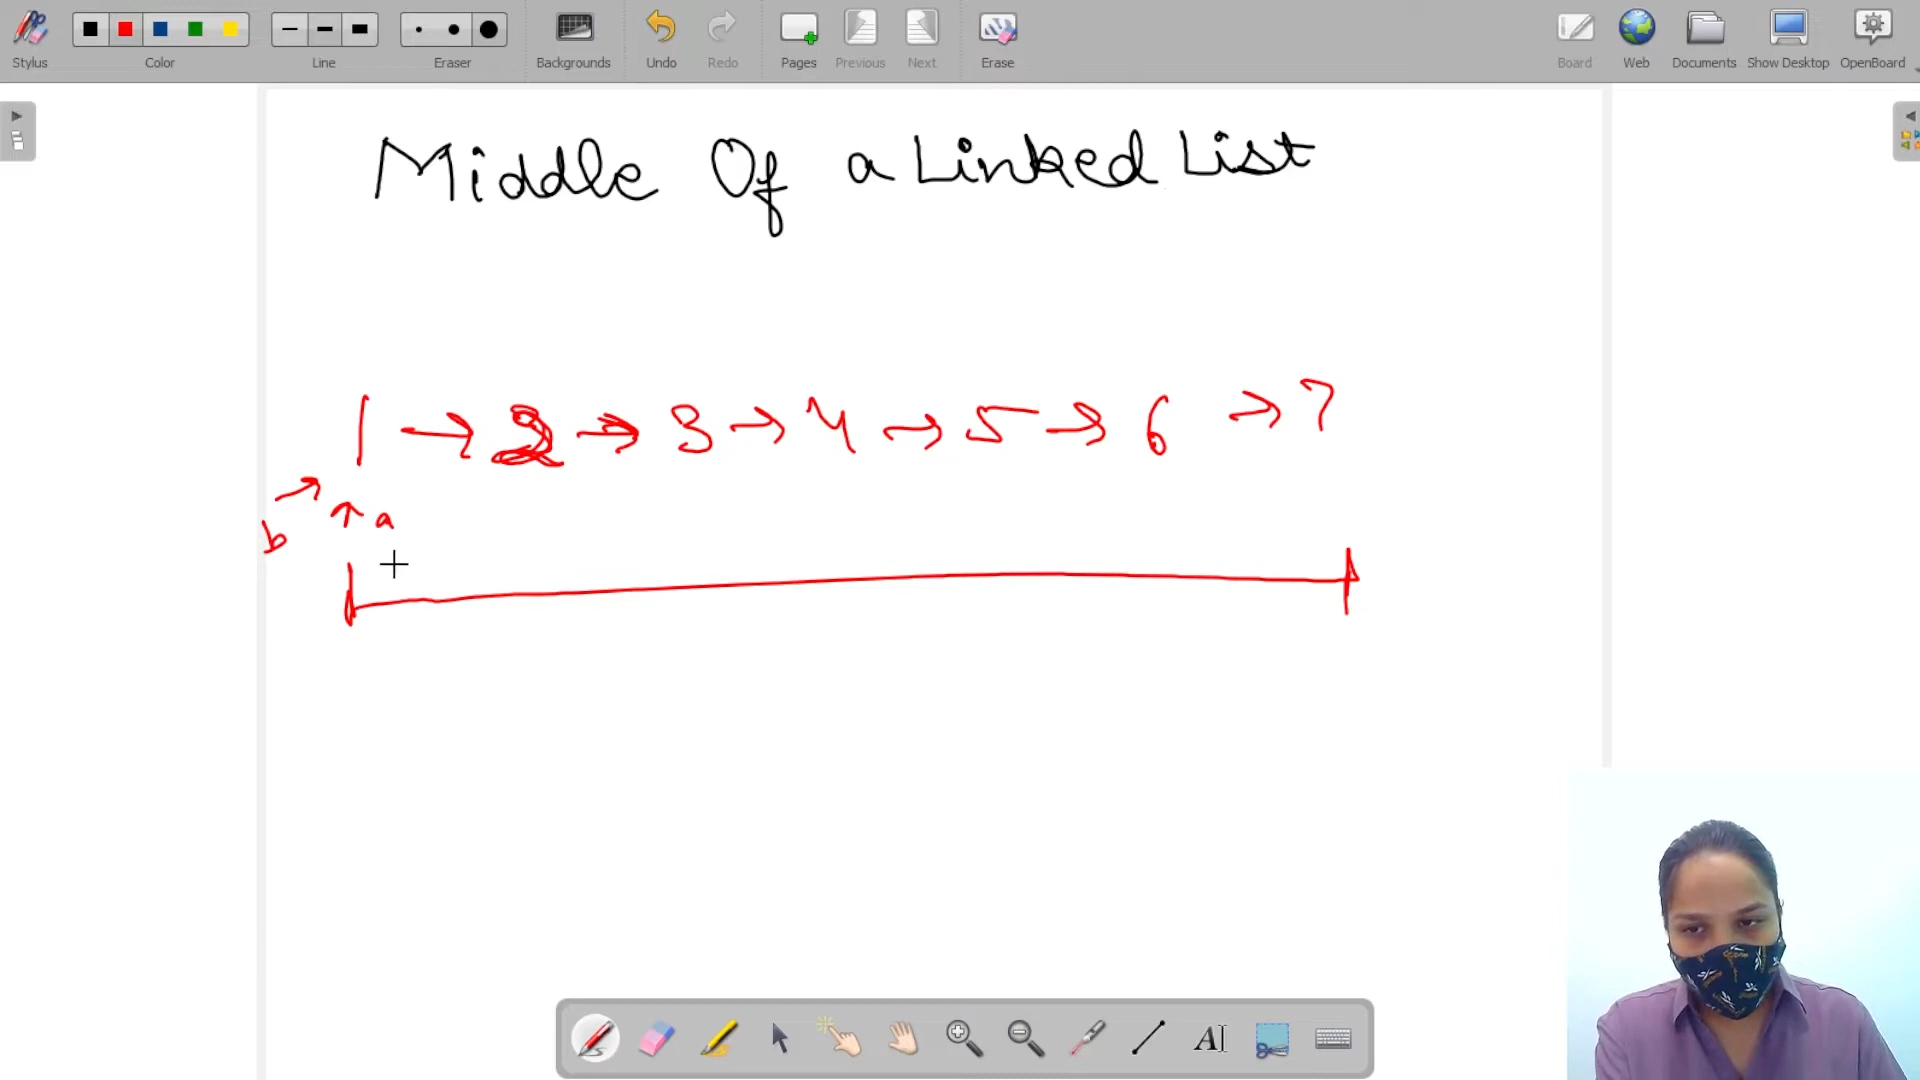 Stylus Color Line Eraser Backgrounds Undo Redo Pages Previous Next Erase Board Web Documents Show Desktop OpenBoard
Middle Of a Linked List
1 → 2 → 3 → 4 → 5 → 6 → 7
b → ↑ a
A